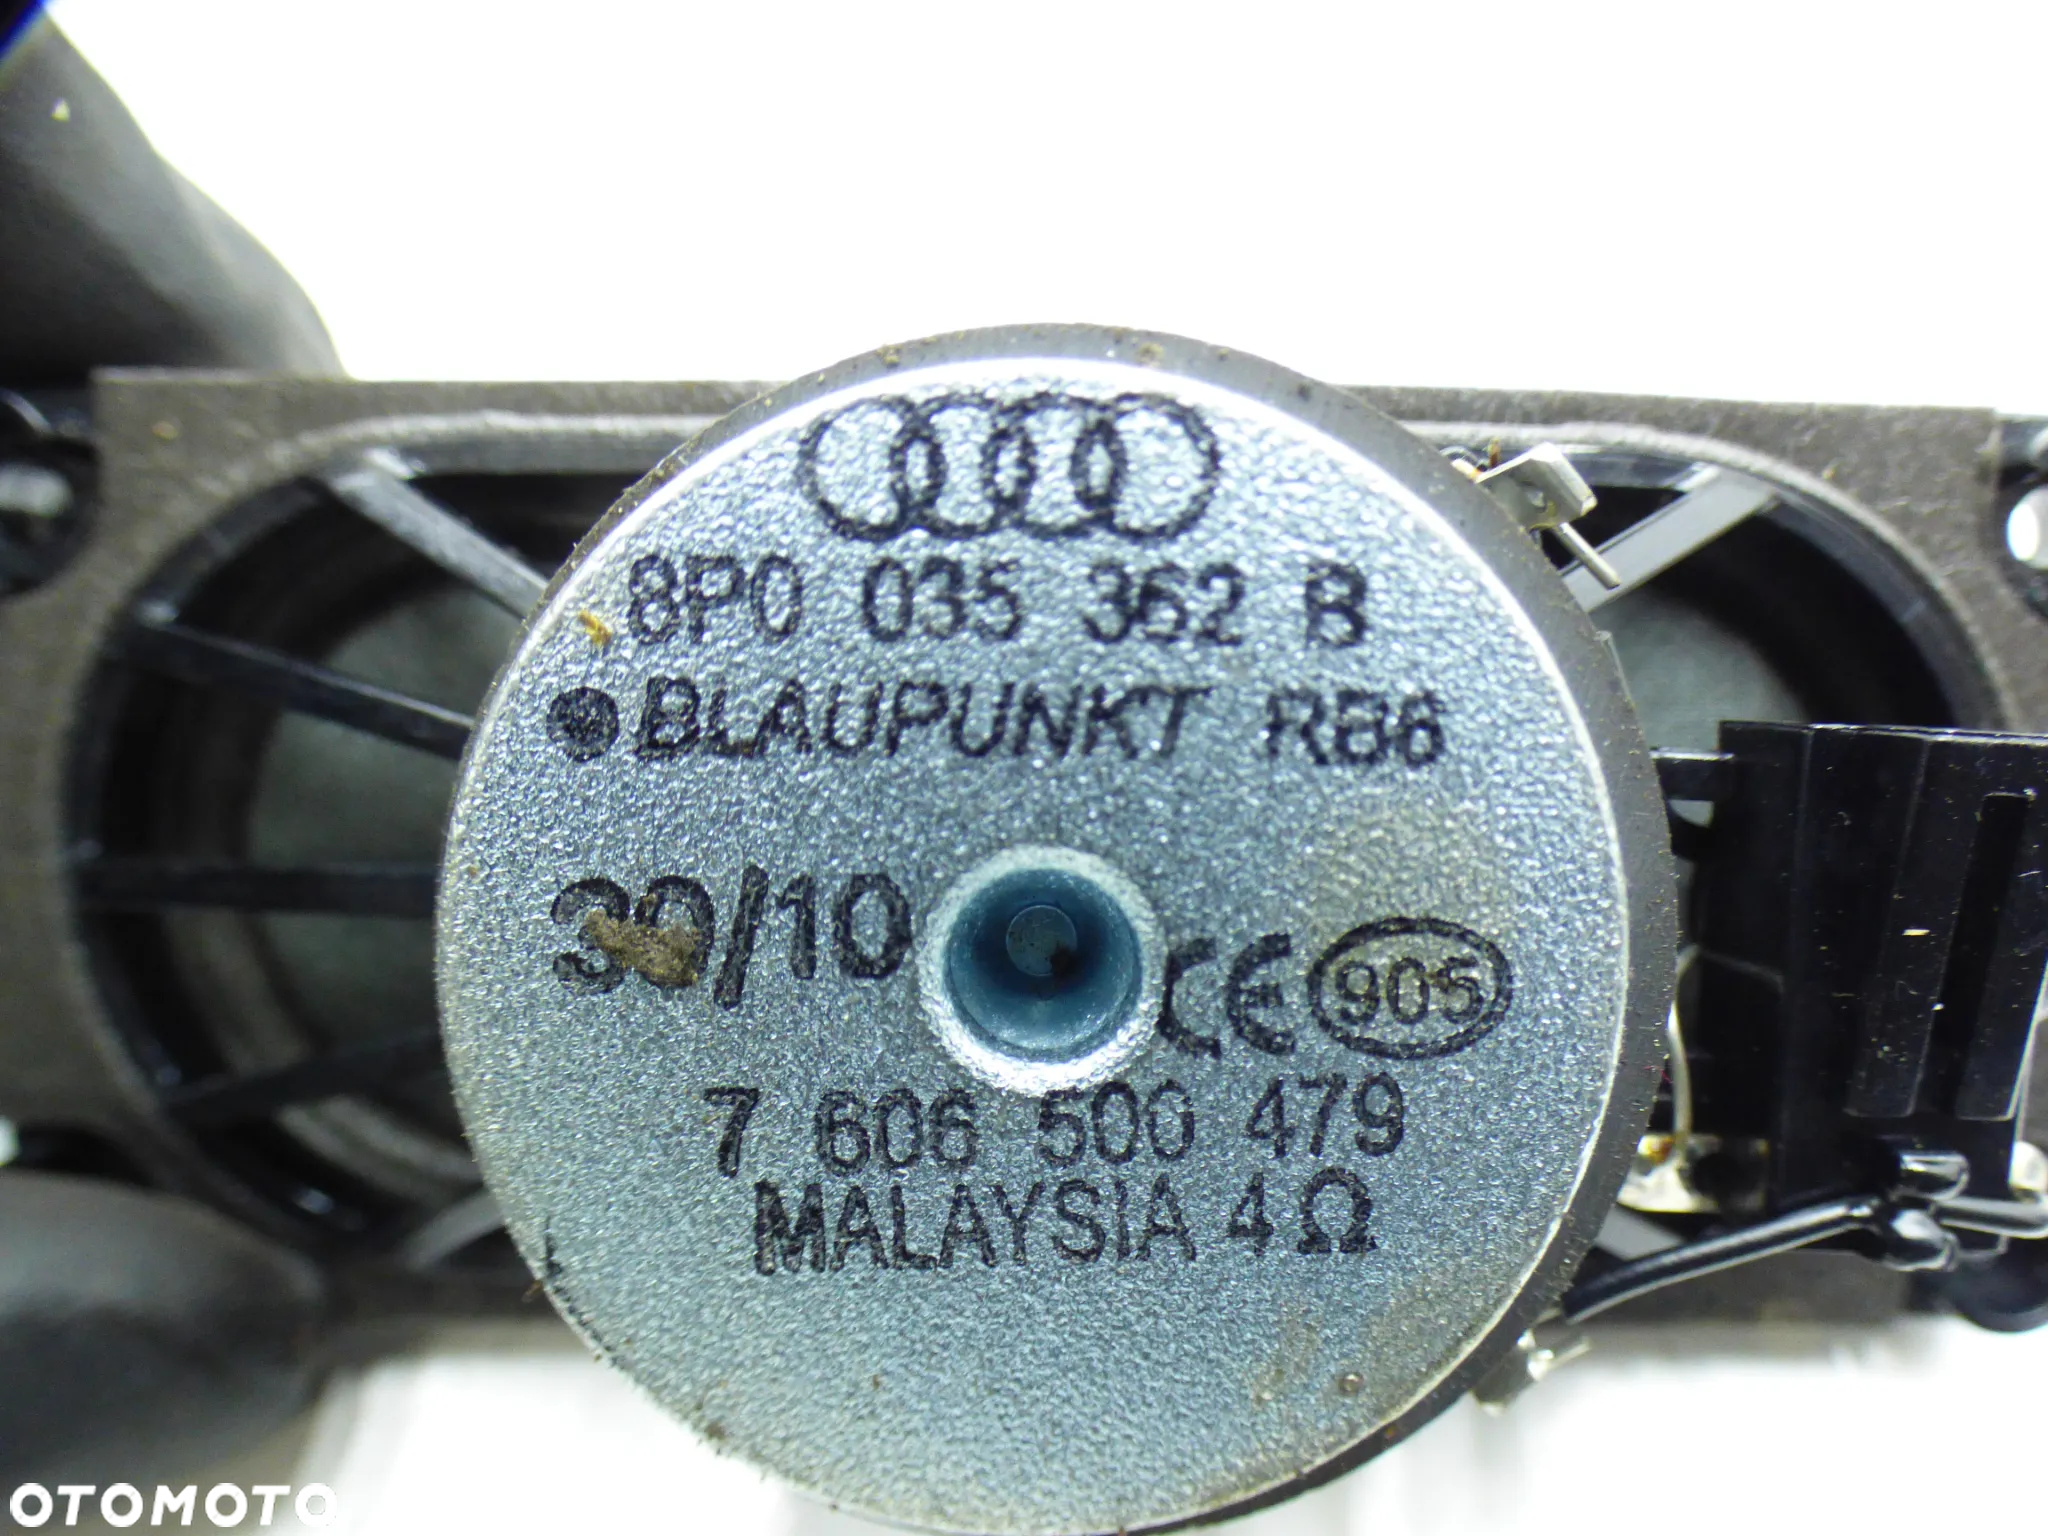 8P0 035 362 B
BLAUPUNKT RB6
/10 CE 905
7 606 500 479
MALAYSIA 4Ω
OTOMOTO